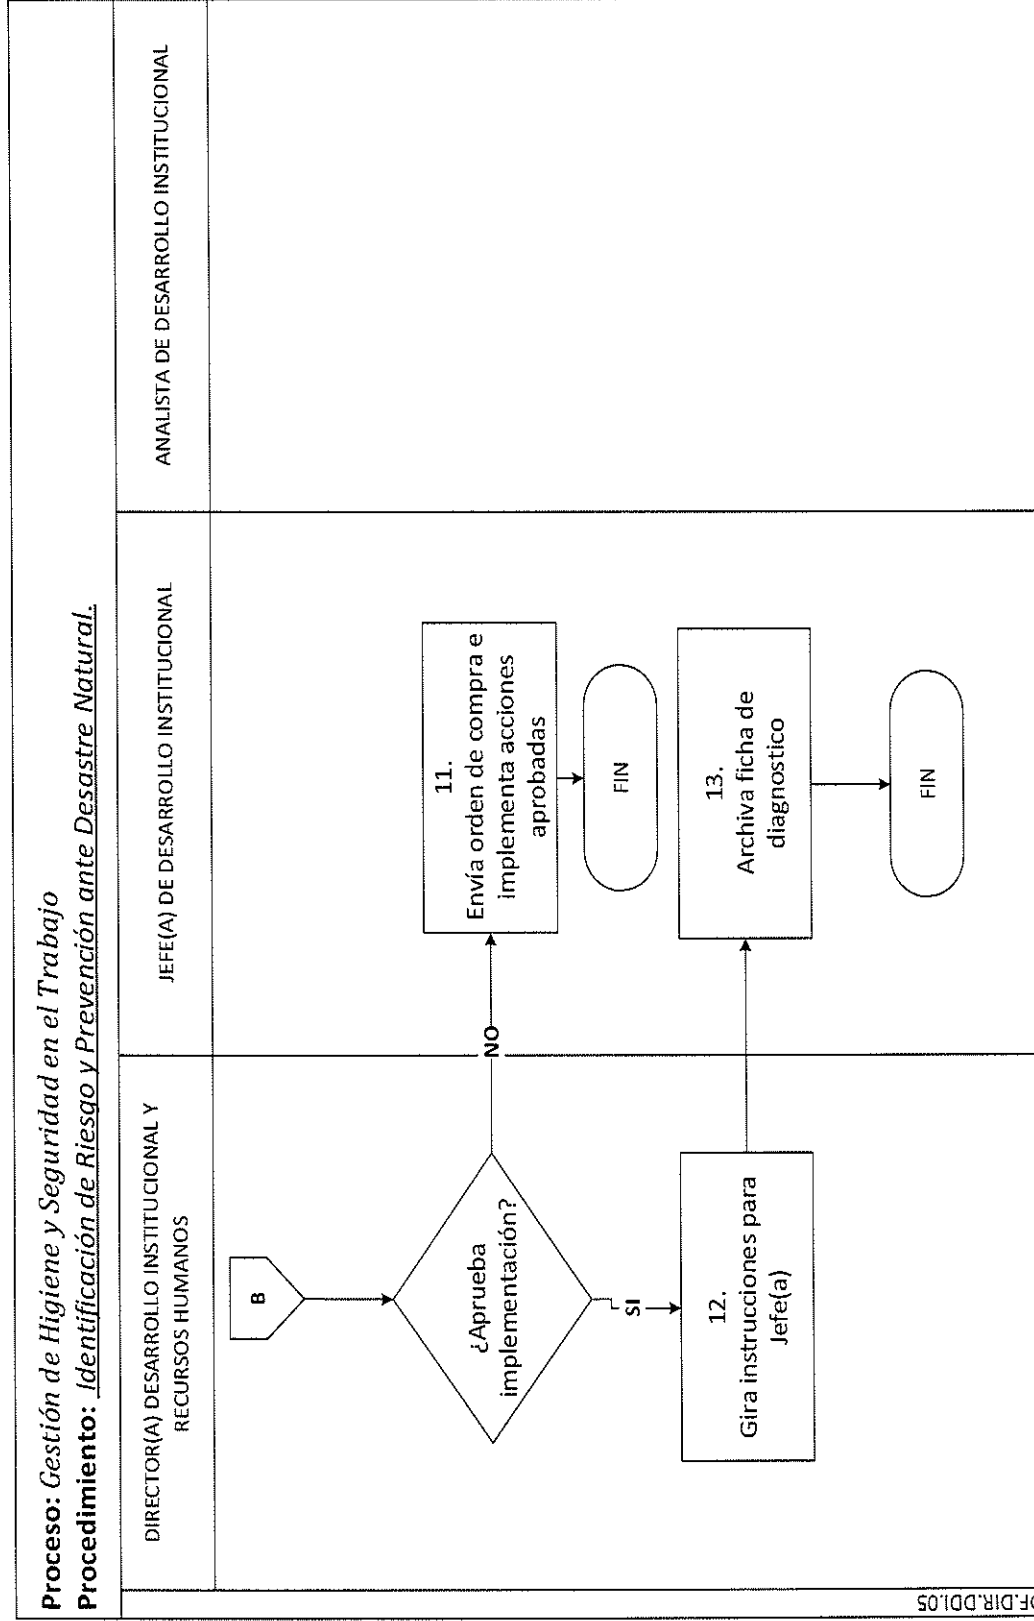 Proceso: Gestión de Higiene y Seguridad en el Trabajo
Procedimiento: Identificación de Riesgo y Prevención ante Desastre Natural.
DIRECTOR(A) DESARROLLO INSTITUCIONAL Y
RECURSOS HUMANOS
JEFE(A) DE DESARROLLO INSTITUCIONAL
ANALISTA DE DESARROLLO INSTITUCIONAL
B
¿Aprueba
implementación?
NO
11.
Envía orden de compra e
implementa acciones
aprobadas
FIN
SI
12.
Gira instrucciones para
Jefe(a)
13.
Archiva ficha de
diagnostico
FIN
DF.DIR.DDI.05